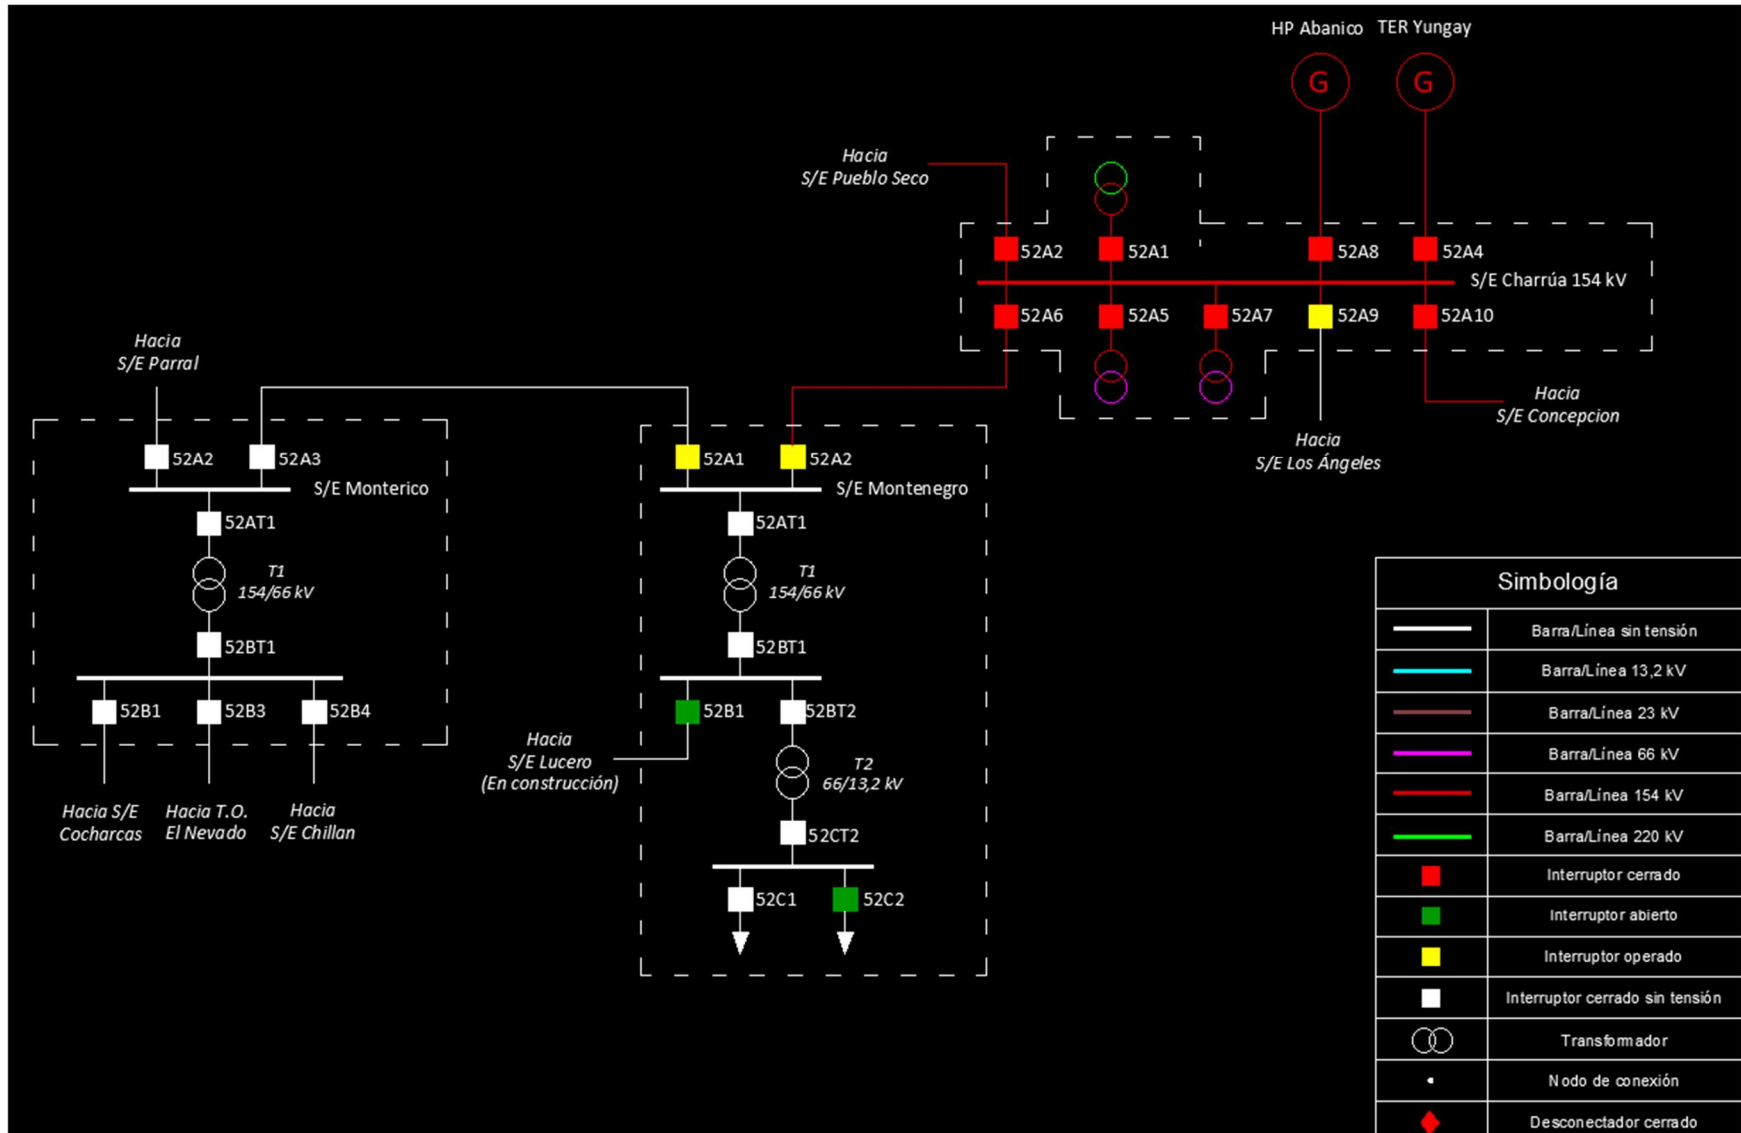 HP Abanico
TER Yungay
G
G
Hacia
S/E Pueblo Seco
52A2
52A1
52A8
52A4
S/E Charrúa 154 kV
52A6
52A5
52A7
52A9
52A10
Hacia
S/E Concepcion
Hacia
S/E Los Ángeles
Hacia
S/E Parral
52A2
52A3
S/E Monterico
52AT1
T1
154/66 kV
52BT1
52B1
52B3
52B4
Hacia S/E
Cocharcas
Hacia T.O.
El Nevado
Hacia
S/E Chillan
52A1
52A2
S/E Montenegro
52AT1
T1
154/66 kV
52BT1
52B1
52BT2
Hacia
S/E Lucero
(En construcción)
T2
66/13,2 kV
52CT2
52C1
52C2
Simbología
Barra/Línea sin tensión
Barra/Línea 13,2 kV
Barra/Línea 23 kV
Barra/Línea 66 kV
Barra/Línea 154 kV
Barra/Línea 220 kV
Interruptor cerrado
Interruptor abierto
Interruptor operado
Interruptor cerrado sin tensión
Transformador
Nodo de conexión
Desconectador cerrado